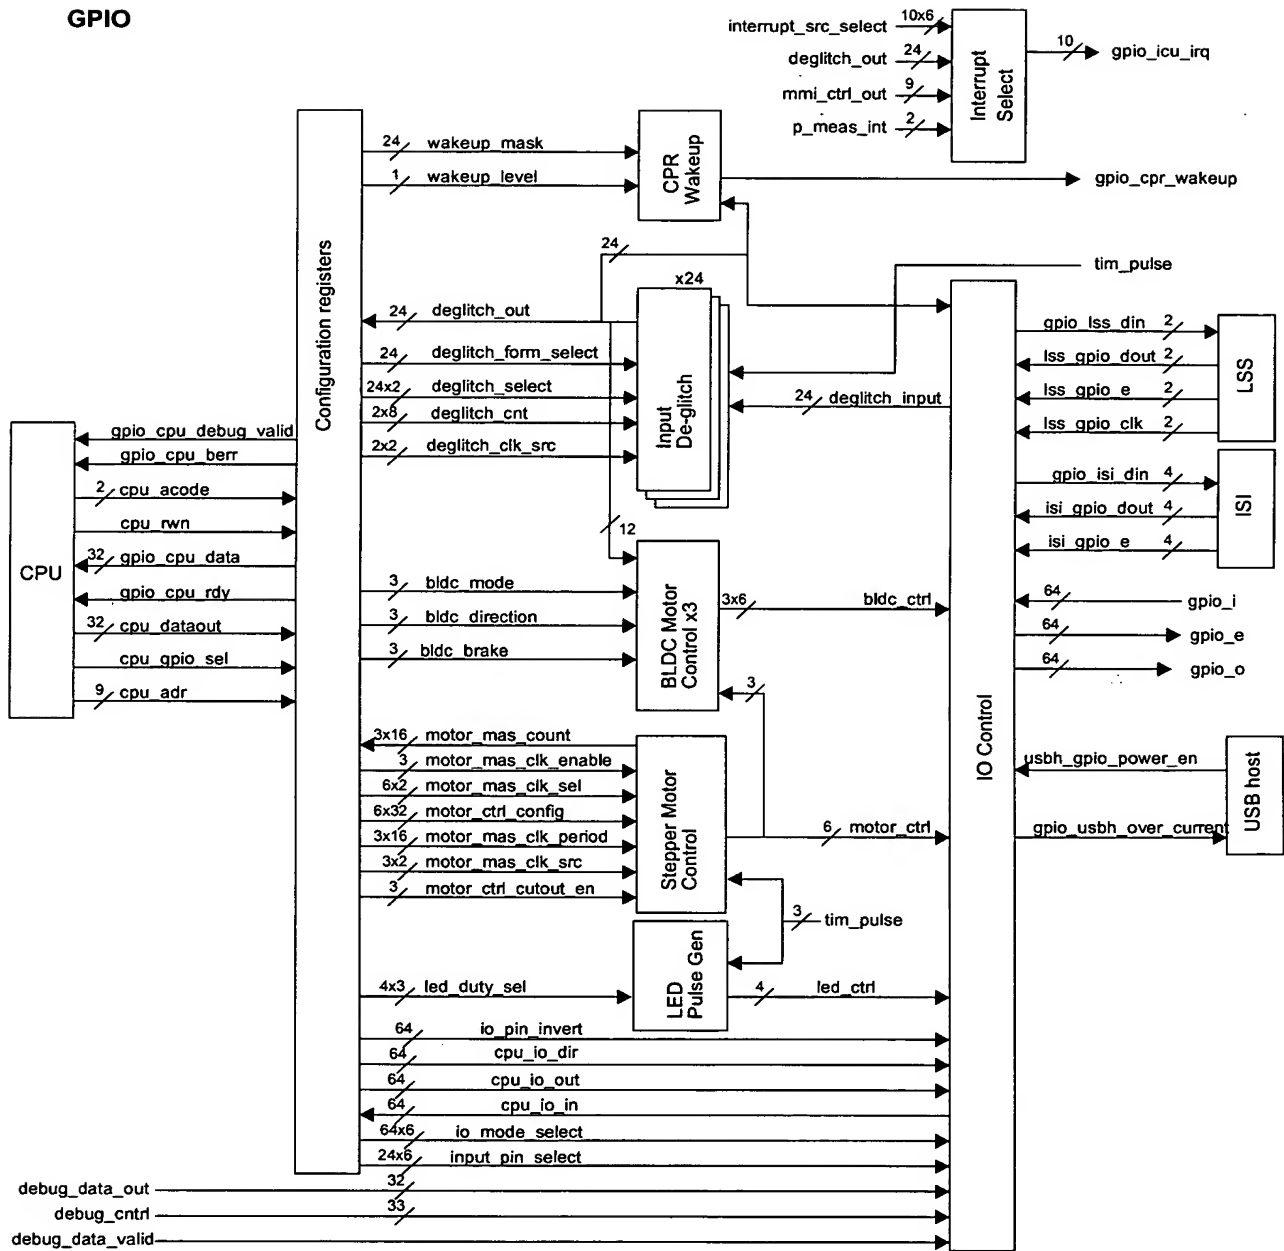 GPIO
interrupt_src_select 10x6
deglitch_out 24
mmi_ctrl_out 9
p_meas_int 2
Interrupt
Select
10 gpio_icu_irq
24 wakeup_mask
1 wakeup_level
CPR
Wakeup
gpio_cpr_wakeup
24
tim_pulse
Configuration registers
x24
24 deglitch_out
24 deglitch_form_select
24x2 deglitch_select
2x8 deglitch_cnt
2x2 deglitch_clk_src
Input
De-glitch
24 deglitch_input
12
CPU
gpio_cpu_debug_valid
gpio_cpu_berr
2 cpu_acode
cpu_rwn
32 gpio_cpu_data
gpio_cpu_rdy
32 cpu_dataout
cpu_gpio_sel
9 cpu_adr
3 bldc_mode
3 bldc_direction
3 bldc_brake
BLDC Motor
Control x3
3x6 bldc_ctrl
3
3x16 motor_mas_count
3 motor_mas_clk_enable
6x2 motor_mas_clk_sel
6x32 motor_ctrl_config
3x16 motor_mas_clk_period
3x2 motor_mas_clk_src
3 motor_ctrl_cutout_en
Stepper Motor
Control
6 motor_ctrl
3 tim_pulse
4x3 led_duty_sel
LED
Pulse Gen
4 led_ctrl
64 io_pin_invert
64 cpu_io_dir
64 cpu_io_out
64 cpu_io_in
64x6 io_mode_select
24x6 input_pin_select
debug_data_out 32
debug_cntrl 33
debug_data_valid
IO Control
gpio_lss_din 2
lss_gpio_dout 2
lss_gpio_e 2
lss_gpio_clk 2
LSS
gpio_isi_din 4
isi_gpio_dout 4
isi_gpio_e 4
ISI
64 gpio_i
64 gpio_e
64 gpio_o
usbh_gpio_power_en
gpio_usbh_over_current
USB host